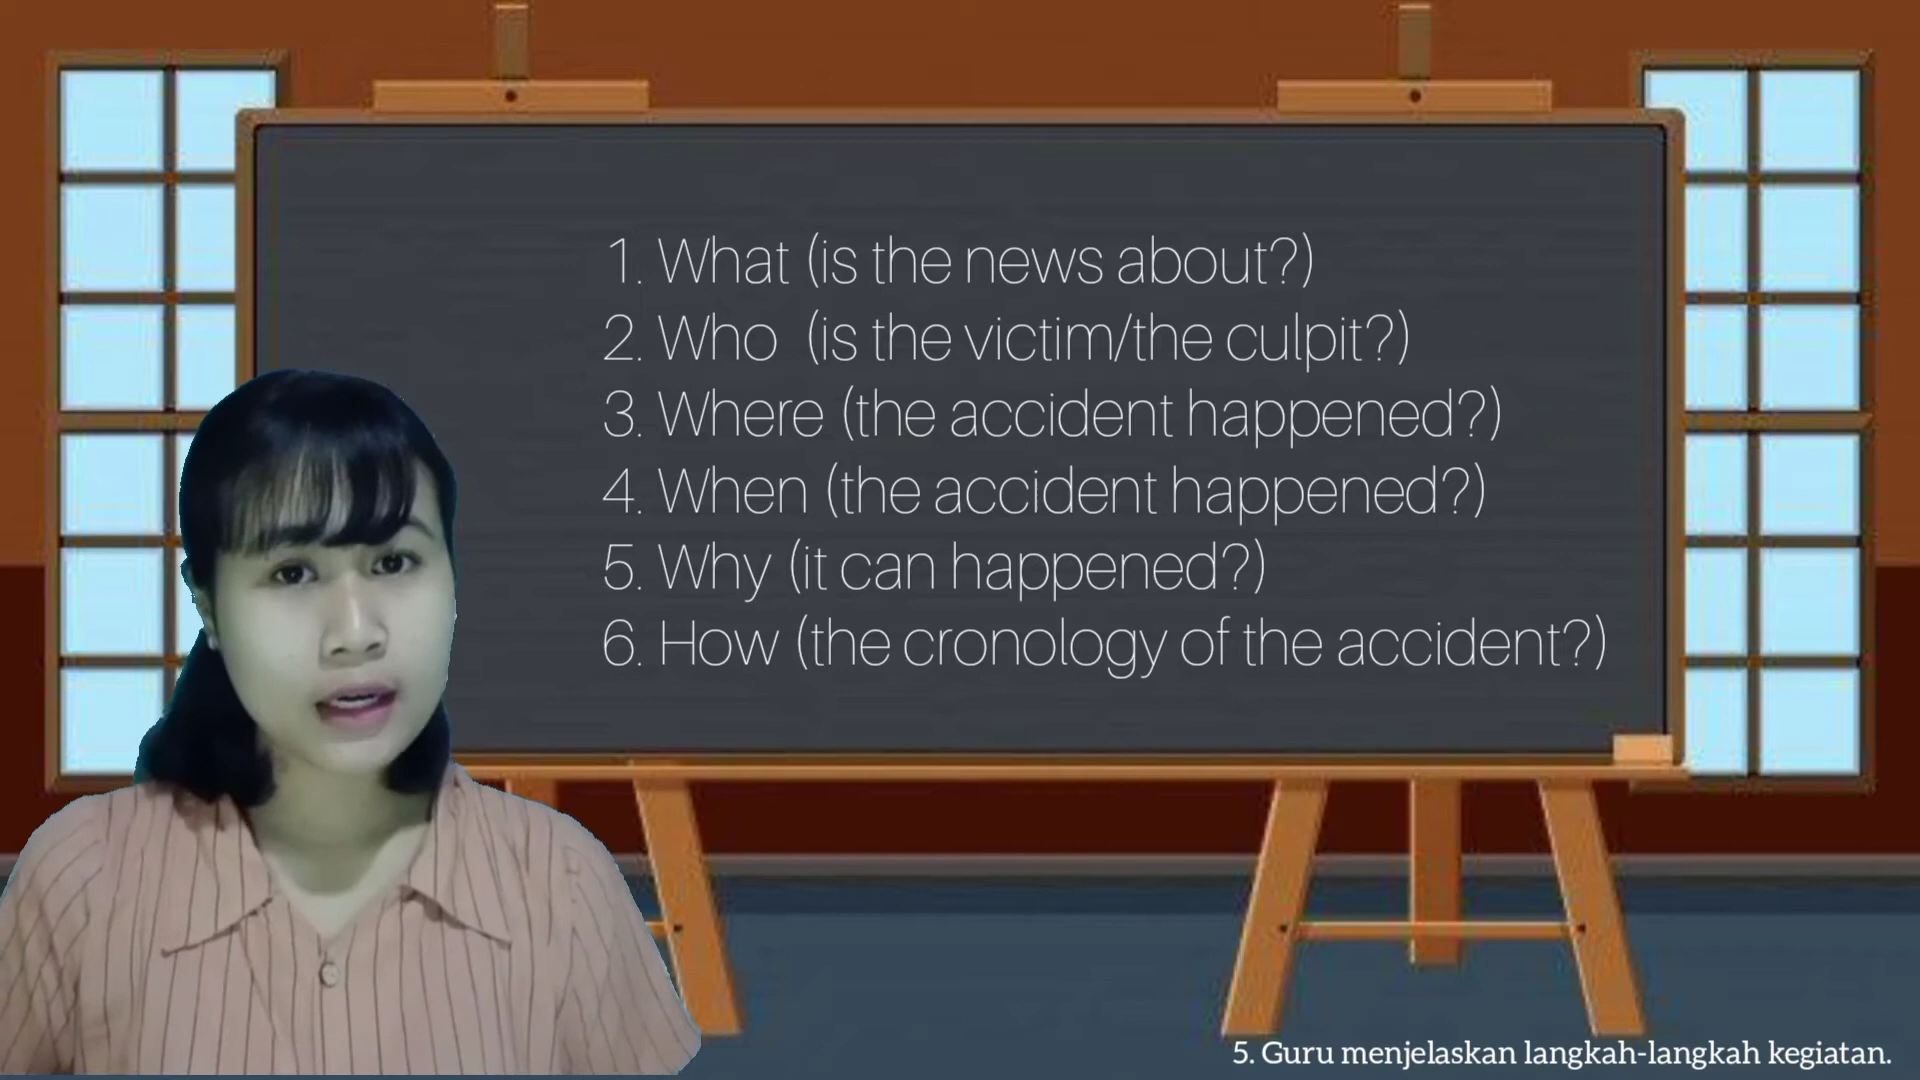 1. What (is the news about?)
2. Who (is the victim/the culpit?)
3. Where (the accident happened?)
4. When (the accident happened?)
5. Why (it can happened?)
6. How (the cronology of the accident?)
5. Guru menjelaskan langkah-langkah kegiatan.